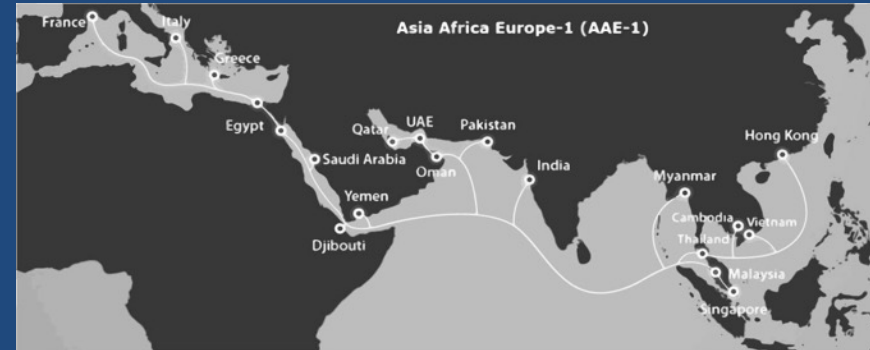 Asia Africa Europe-1 (AAE-1)
France
Italy
Greece
Egypt
Qatar
UAE
Pakistan
Hong Kong
Saudi Arabia
Oman
India
Myanmar
Yemen
Cambodia
Vietnam
Djibouti
Thailand
Malaysia
Singapore